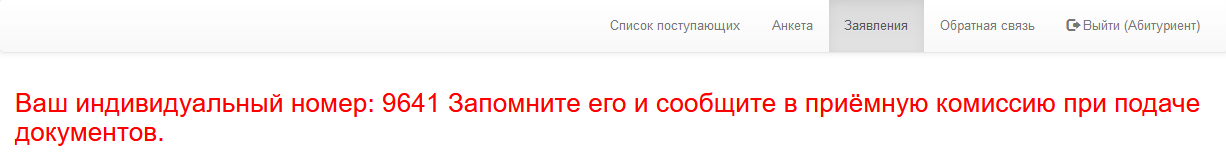 Список поступающих Анкета Заявления Обратная связь Выйти (Абитуриент)
Ваш индивидуальный номер: 9641 Запомните его и сообщите в приёмную комиссию при подаче
документов.